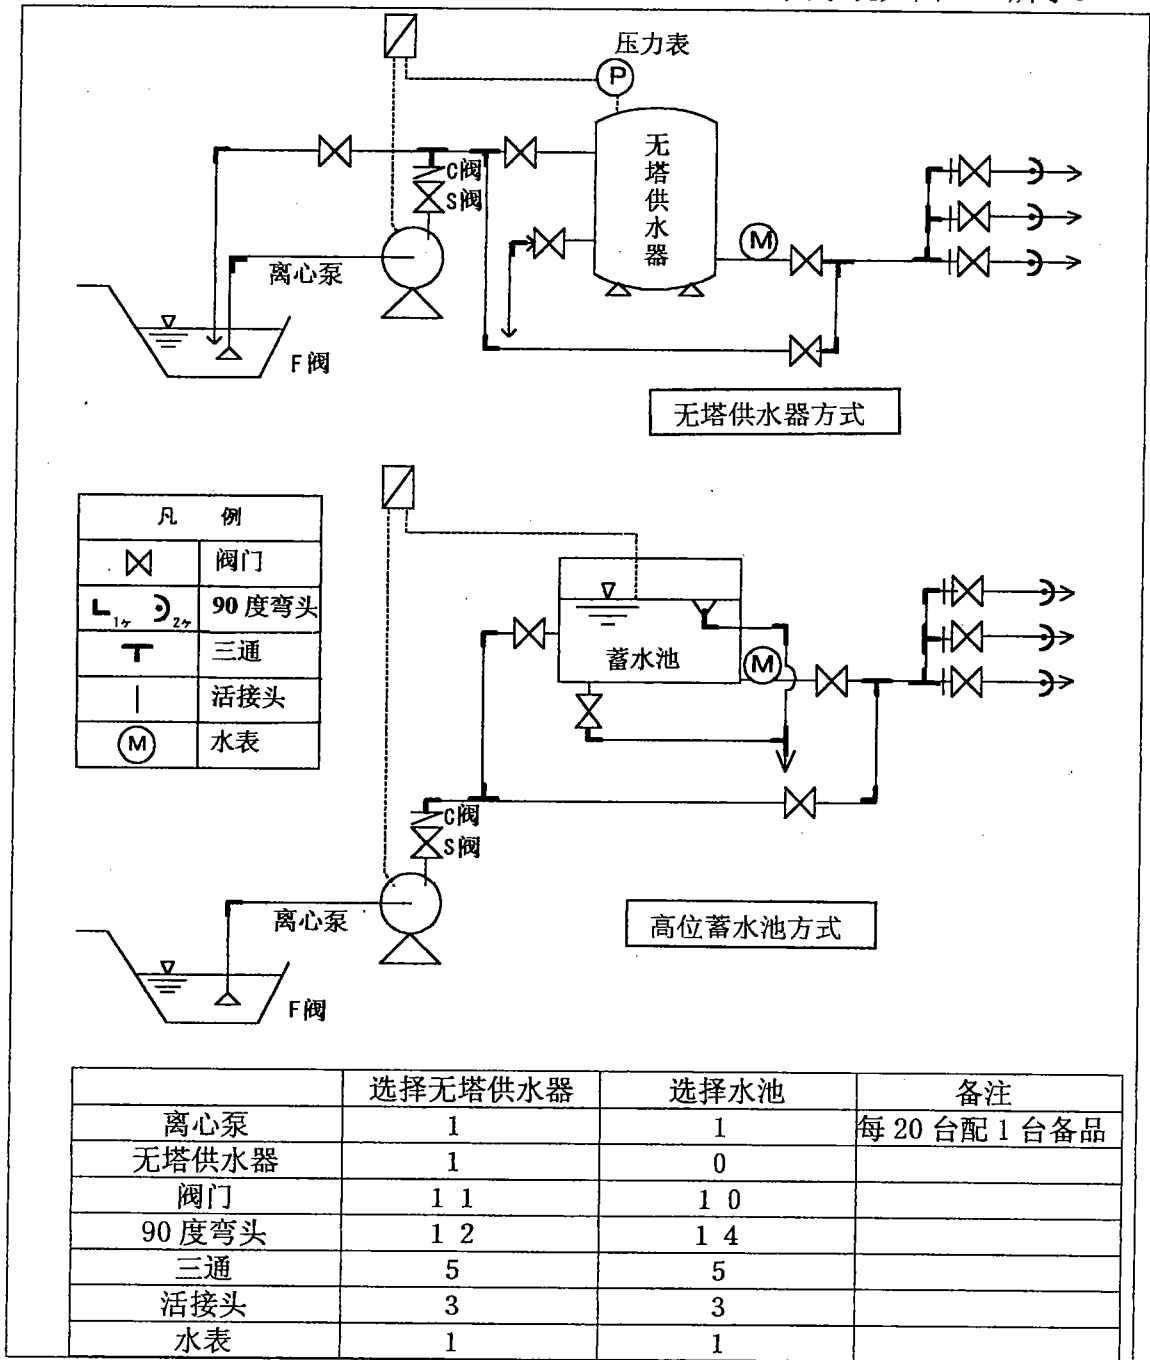 压力表
P
无塔供水器
C阀
S阀
M
离心泵
F阀
无塔供水器方式
凡 例
阀门
1ヶ 2ヶ 90度弯头
三通
活接头
M 水表
蓄水池
M
C阀
S阀
离心泵
高位蓄水池方式
F阀
选择无塔供水器 选择水池 备注
离心泵 1 1 每20台配1台备品
无塔供水器 1 0
阀门 11 10
90度弯头 12 14
三通 5 5
活接头 3 3
水表 1 1